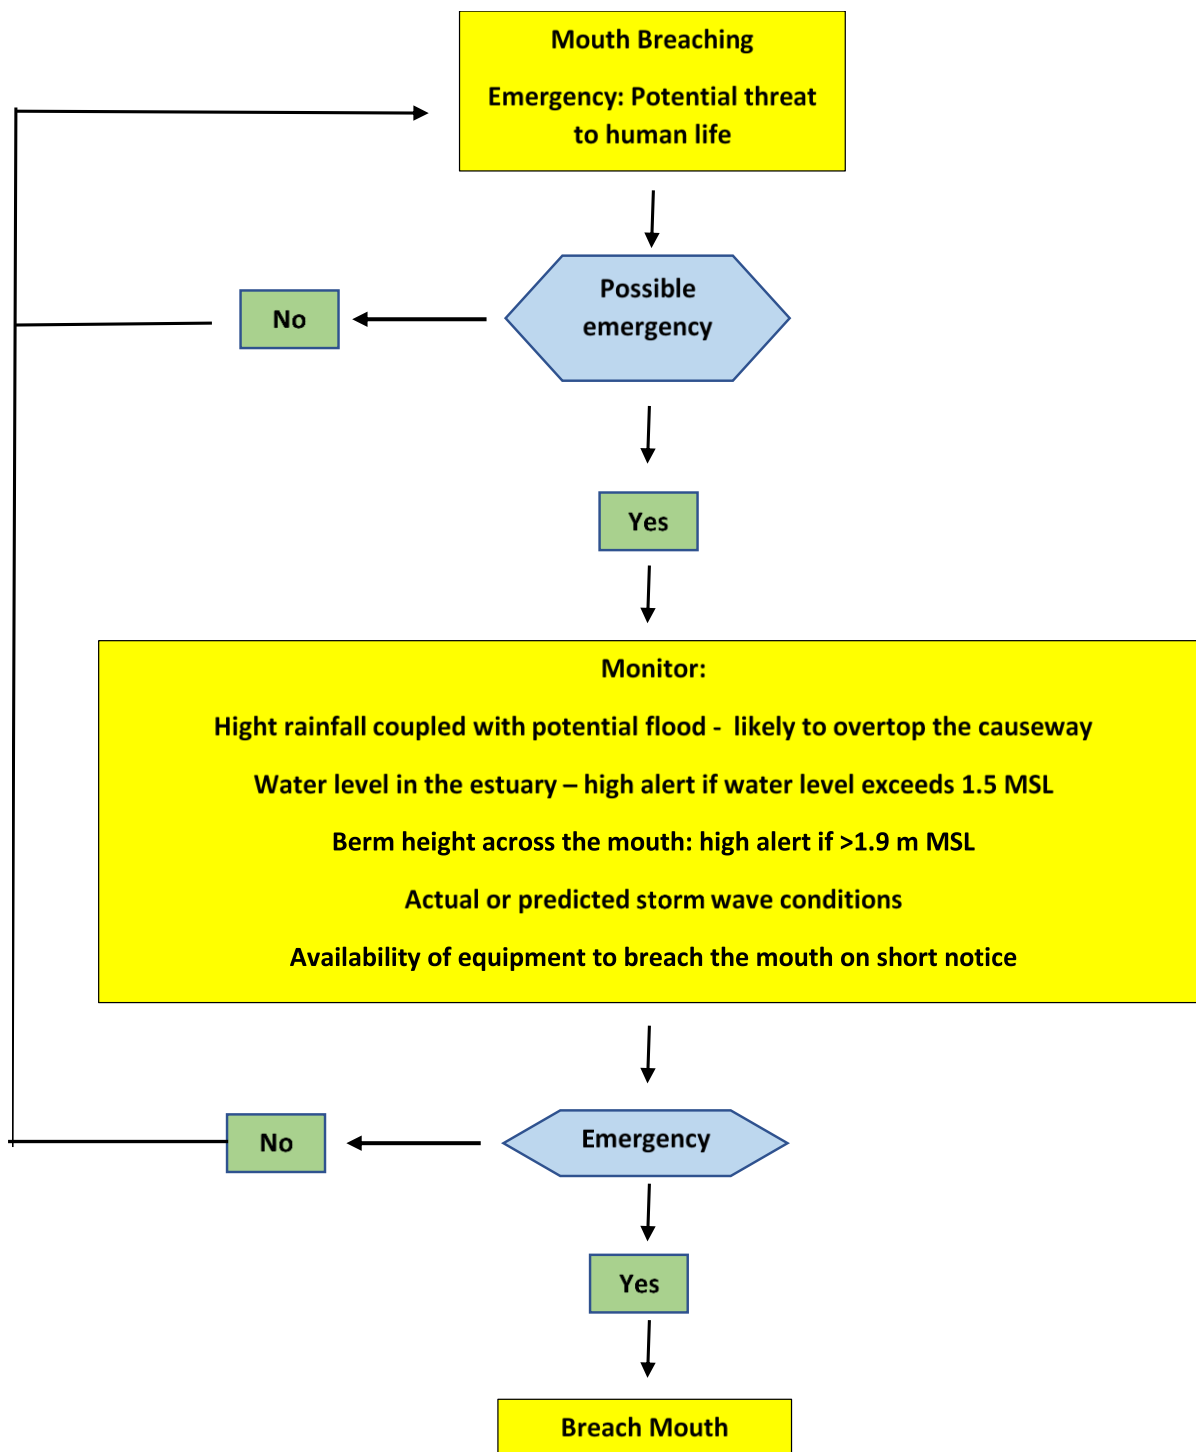 Mouth Breaching
Emergency: Potential threat
to human life
Possible
emergency
No
Yes
Monitor:
Hight rainfall coupled with potential flood -  likely to overtop the causeway
Water level in the estuary – high alert if water level exceeds 1.5 MSL
Berm height across the mouth: high alert if >1.9 m MSL
Actual or predicted storm wave conditions
Availability of equipment to breach the mouth on short notice
Emergency
No
Yes
Breach Mouth